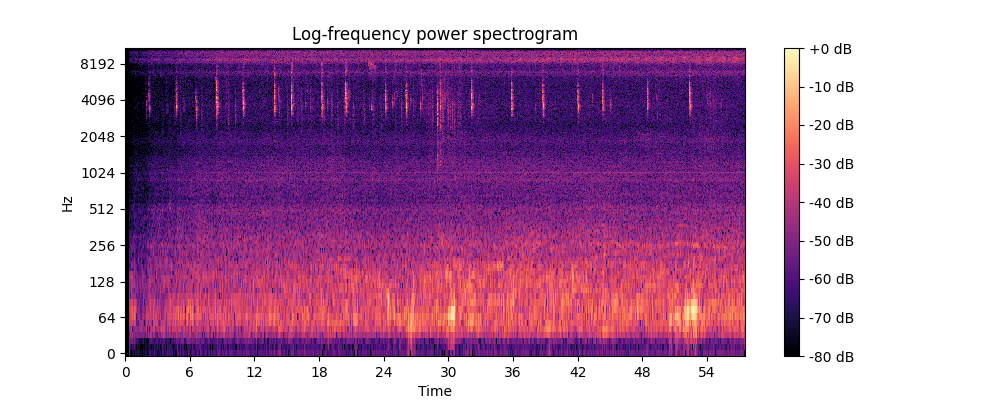 Log-frequency power spectrogram
Hz
8192
4096
2048
1024
512
256
128
64
0
0 6 12 18 24 30 36 42 48 54
Time
+0 dB
-10 dB
-20 dB
-30 dB
-40 dB
-50 dB
-60 dB
-70 dB
-80 dB